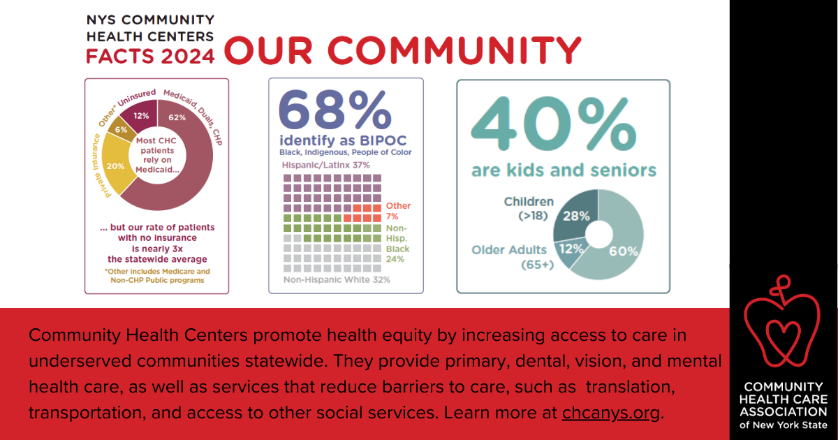 NYS COMMUNITY
HEALTH CENTERS
FACTS 2024
OUR COMMUNITY
Medicaid, Duals, CHP
62%
Uninsured
12%
Other*
6%
Private Insurance
20%
Most CHC
patients
rely on
Medicaid...
... but our rate of patients
with no insurance
is nearly 3x
the statewide average
*Other includes Medicare and
Non-CHP Public programs
68%
identify as BIPOC
Black, Indigenous, People of Color
Hispanic/Latinx 37%
Other
7%
Non-
Hisp.
Black
24%
Non-Hispanic White 32%
40%
are kids and seniors
Children
(>18)
28%
Older Adults
(65+)
12%
60%
Community Health Centers promote health equity by increasing access to care in
underserved communities statewide. They provide primary, dental, vision, and mental
health care, as well as services that reduce barriers to care, such as translation,
transportation, and access to other social services. Learn more at chcanys.org.
COMMUNITY
HEALTH CARE
ASSOCIATION
of New York State